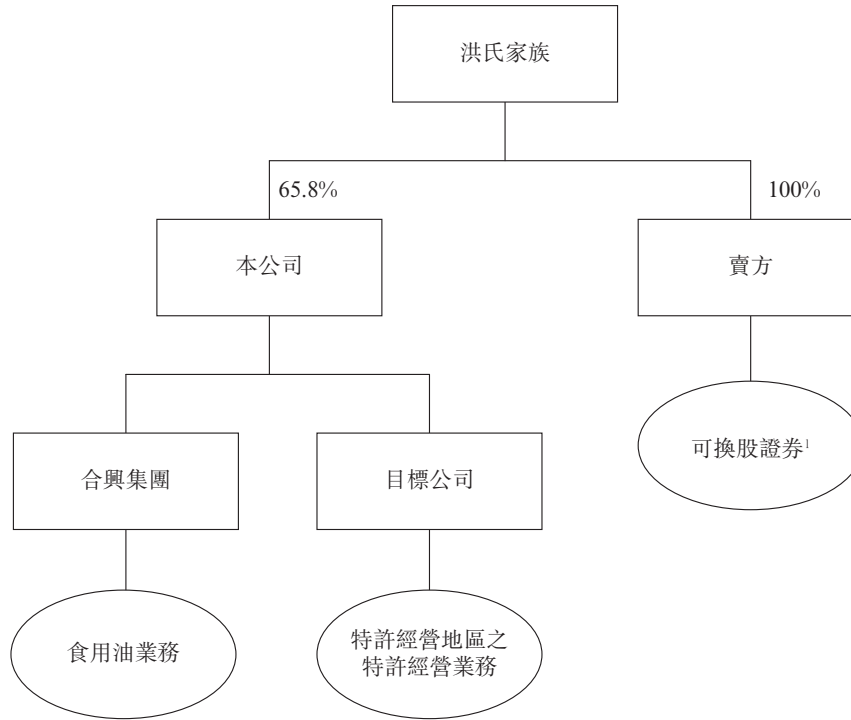 洪氏家族
65.8%
100%
本公司
賣方
可換股證券1
合興集團
目標公司
食用油業務
特許經營地區之
特許經營業務